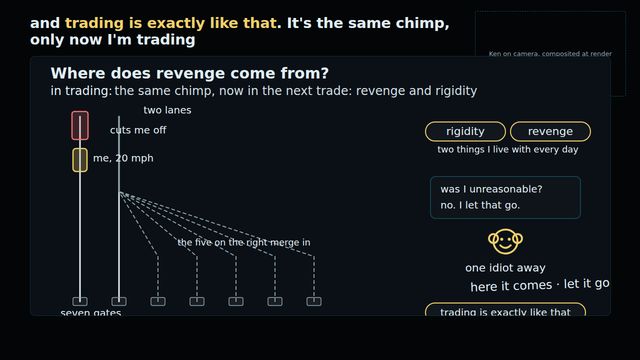 and trading is exactly like that. It's the same chimp,
only now I'm trading
Ken on camera, composited at render
Where does revenge come from?
in trading: the same chimp, now in the next trade: revenge and rigidity
two lanes
cuts me off
me, 20 mph
the five on the right merge in
seven gates
rigidity
revenge
two things I live with every day
was I unreasonable?
no. I let that go.
one idiot away
here it comes · let it go
trading is exactly like that